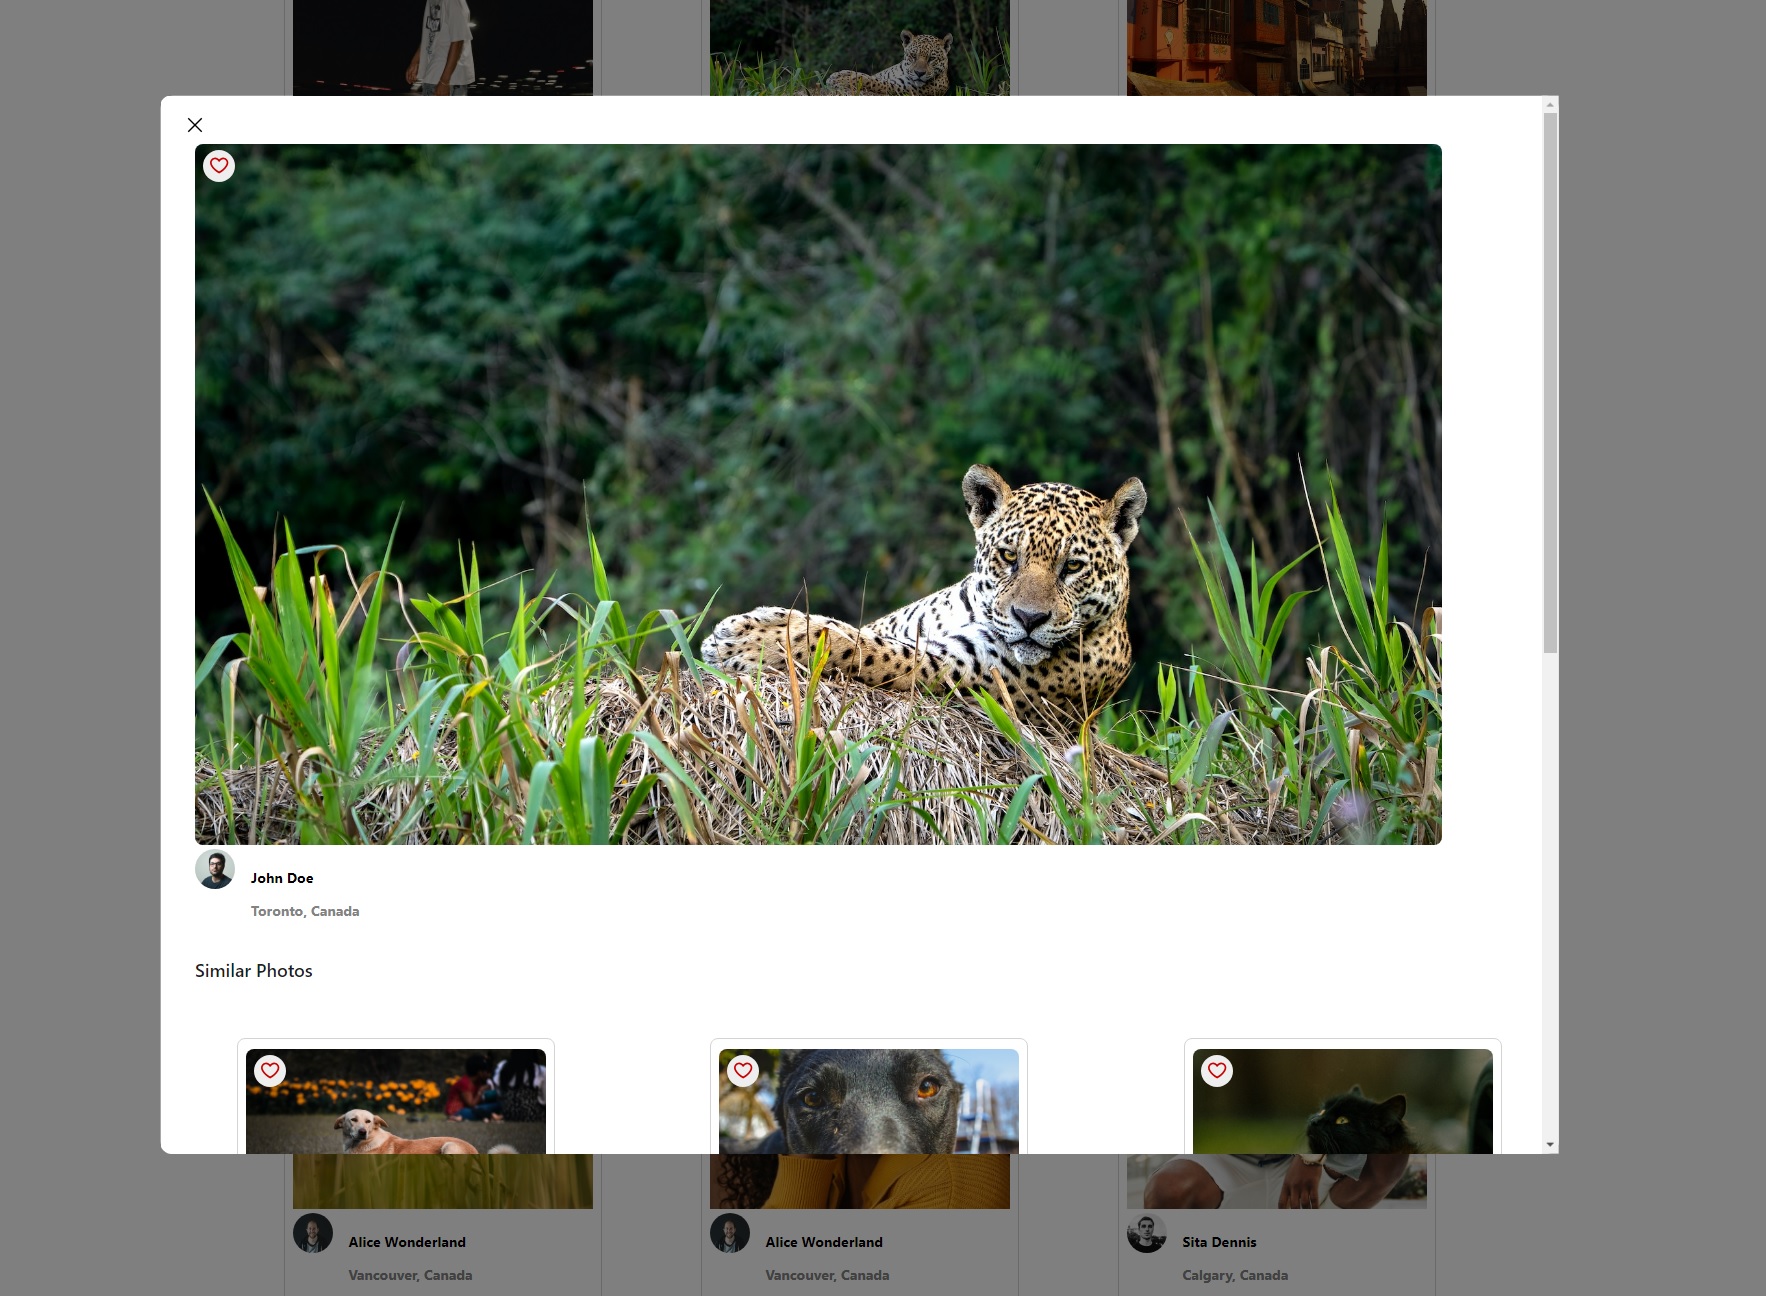 John Doe
Toronto, Canada
Similar Photos
Alice Wonderland
Vancouver, Canada
Alice Wonderland
Vancouver, Canada
Sita Dennis
Calgary, Canada